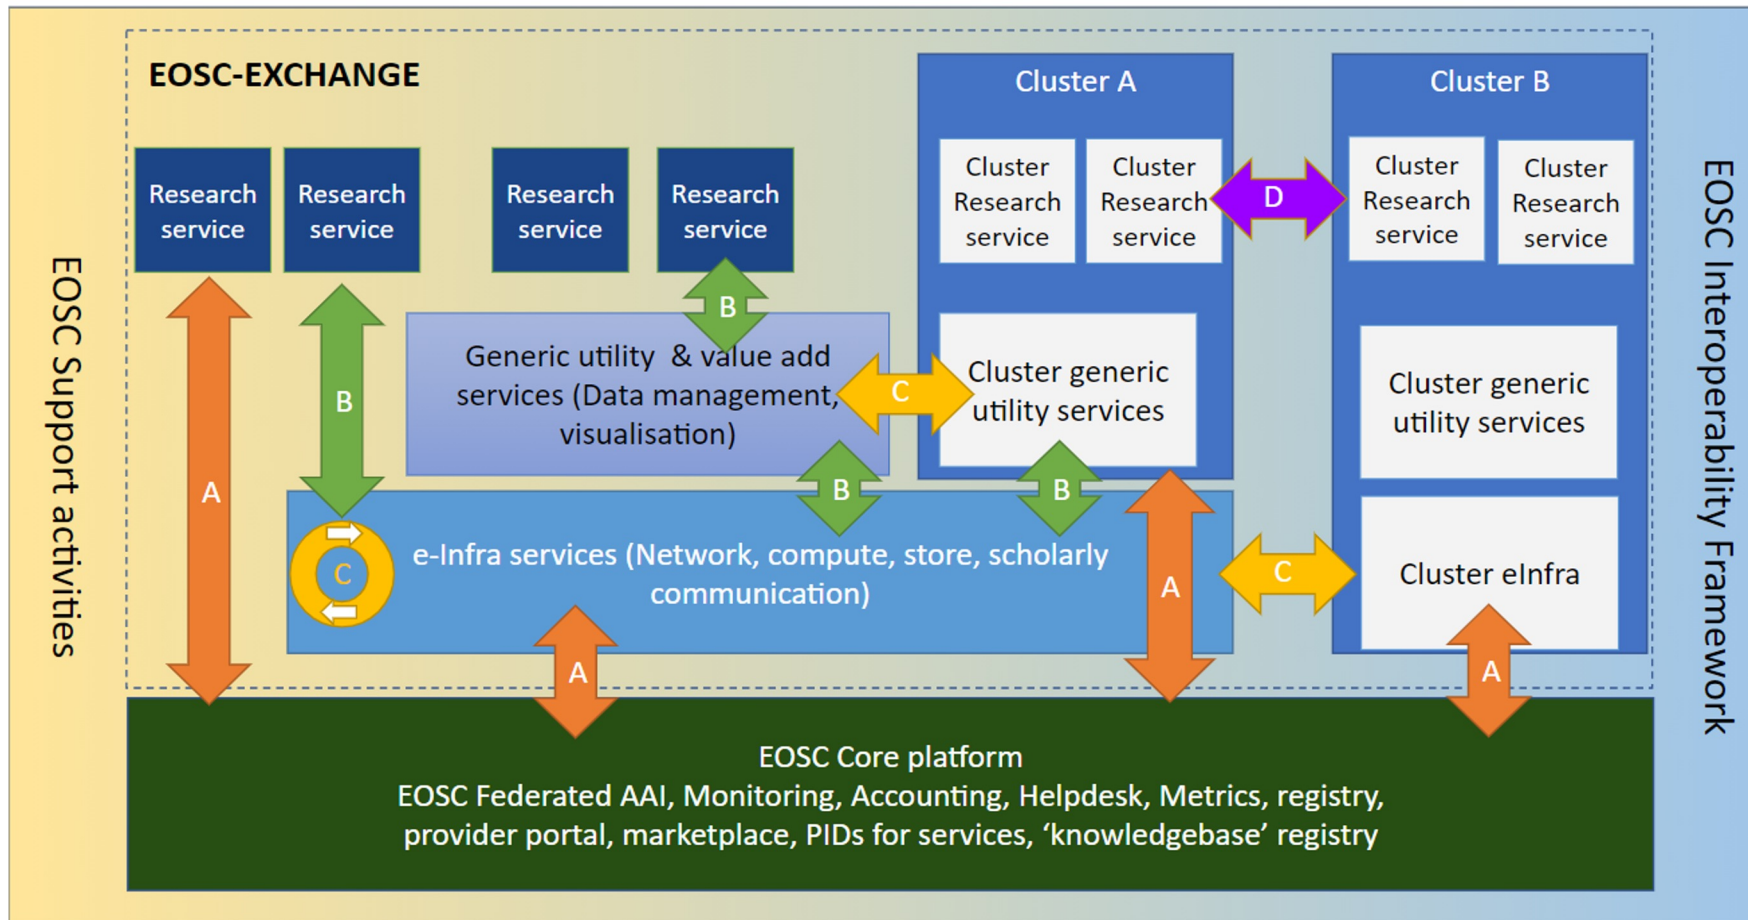 EOSC-EXCHANGE
Cluster A
Cluster B
Research
service
Research
service
Research
service
Research
service
Cluster
Research
service
Cluster
Research
service
D
Cluster
Research
service
Cluster
Research
service
EOSC Support activities
EOSC Interoperability Framework
B
Generic utility & value add
services (Data management,
visualisation)
C
Cluster generic
utility services
Cluster generic
utility services
B
A
B
B
C
e-Infra services (Network, compute, store, scholarly
communication)
A
C
Cluster eInfra
A
A
EOSC Core platform
EOSC Federated AAI, Monitoring, Accounting, Helpdesk, Metrics, registry,
provider portal, marketplace, PIDs for services, ‘knowledgebase’ registry